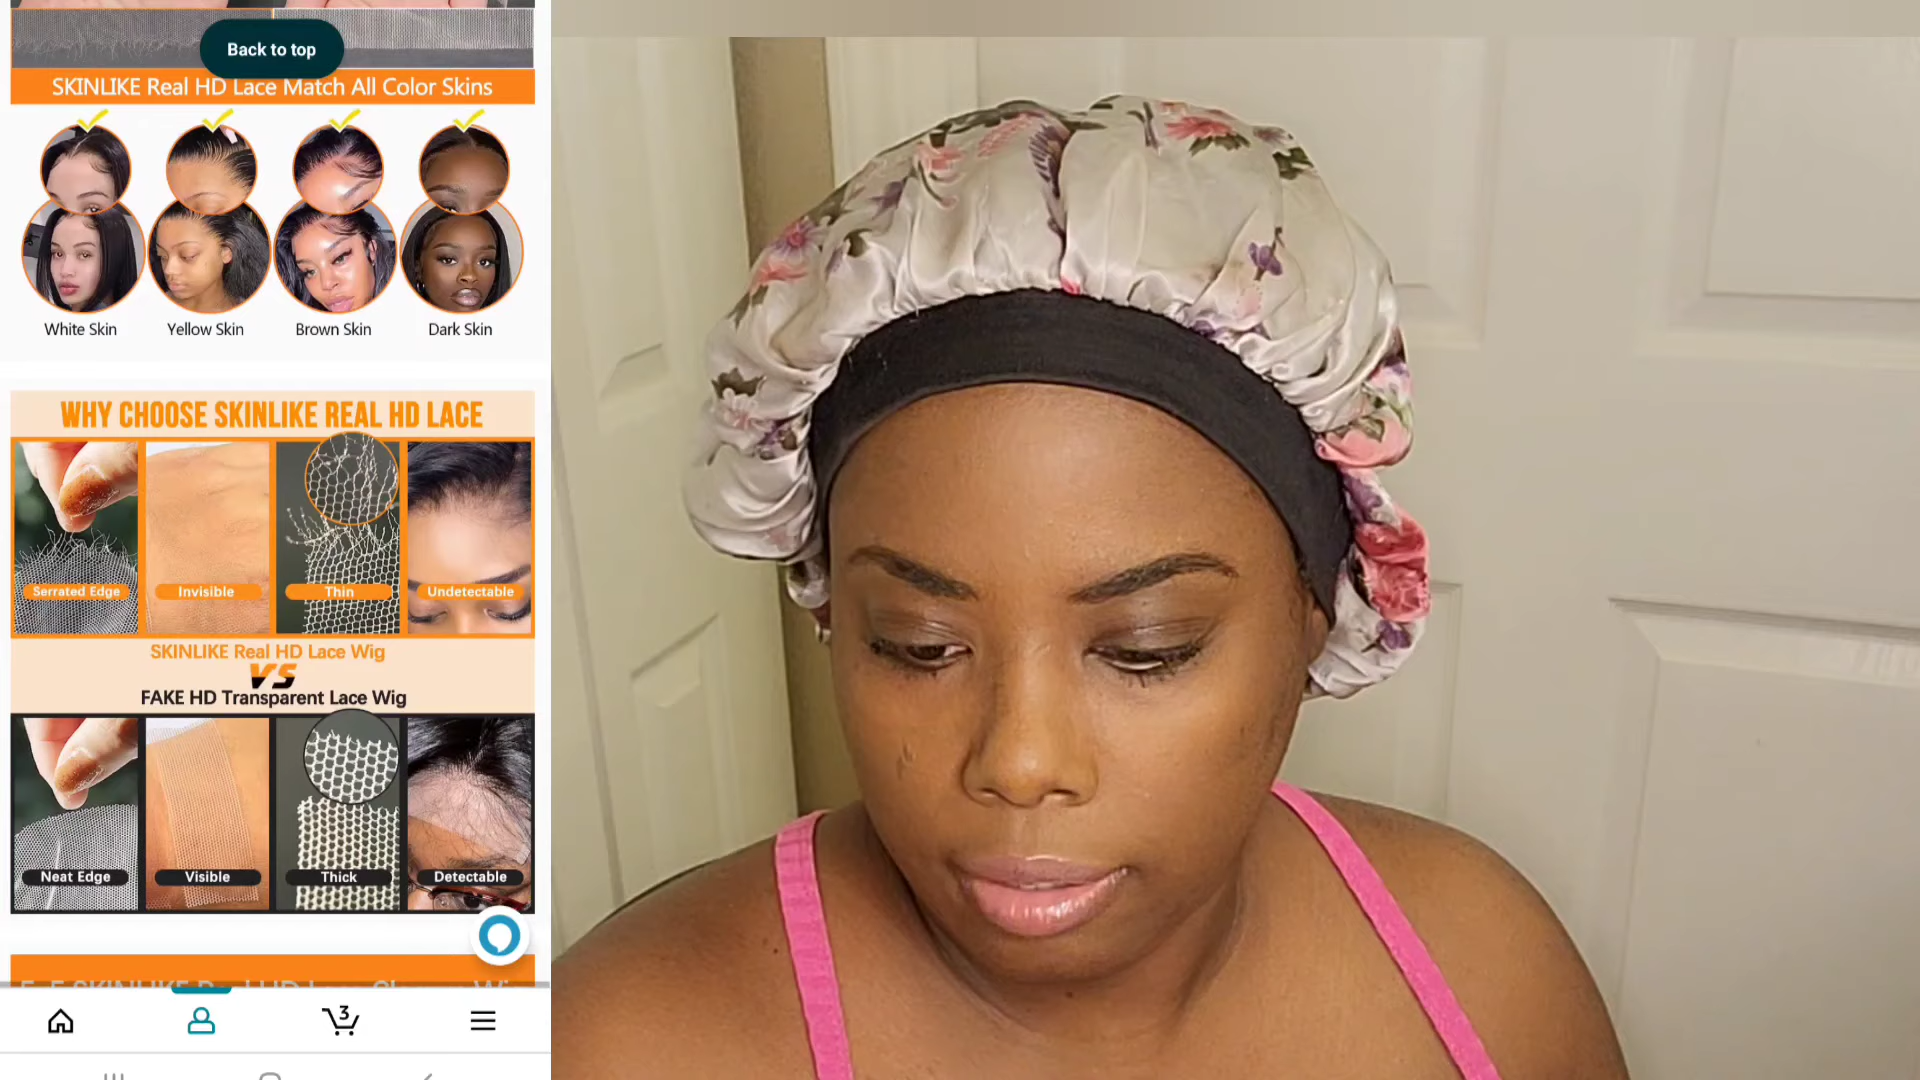 Back to top
SKINLIKE Real HD Lace Match All Color Skins
White Skin Yellow Skin Brown Skin Dark Skin
WHY CHOOSE SKINLIKE REAL HD LACE
Serrated Edge Invisible Thin Undetectable
SKINLIKE Real HD Lace Wig
VS
FAKE HD Transparent Lace Wig
Neat Edge Visible Thick Detectable
3